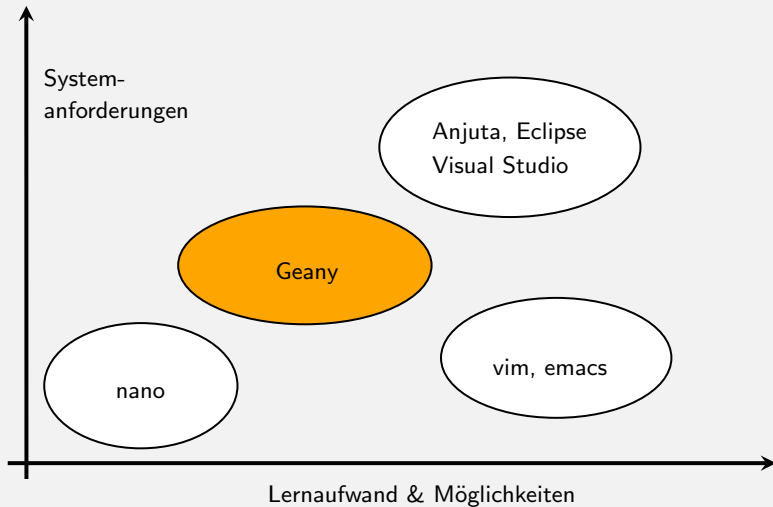 System-
anforderungen
Anjuta, Eclipse
Visual Studio
Geany
vim, emacs
nano
Lernaufwand & Möglichkeiten